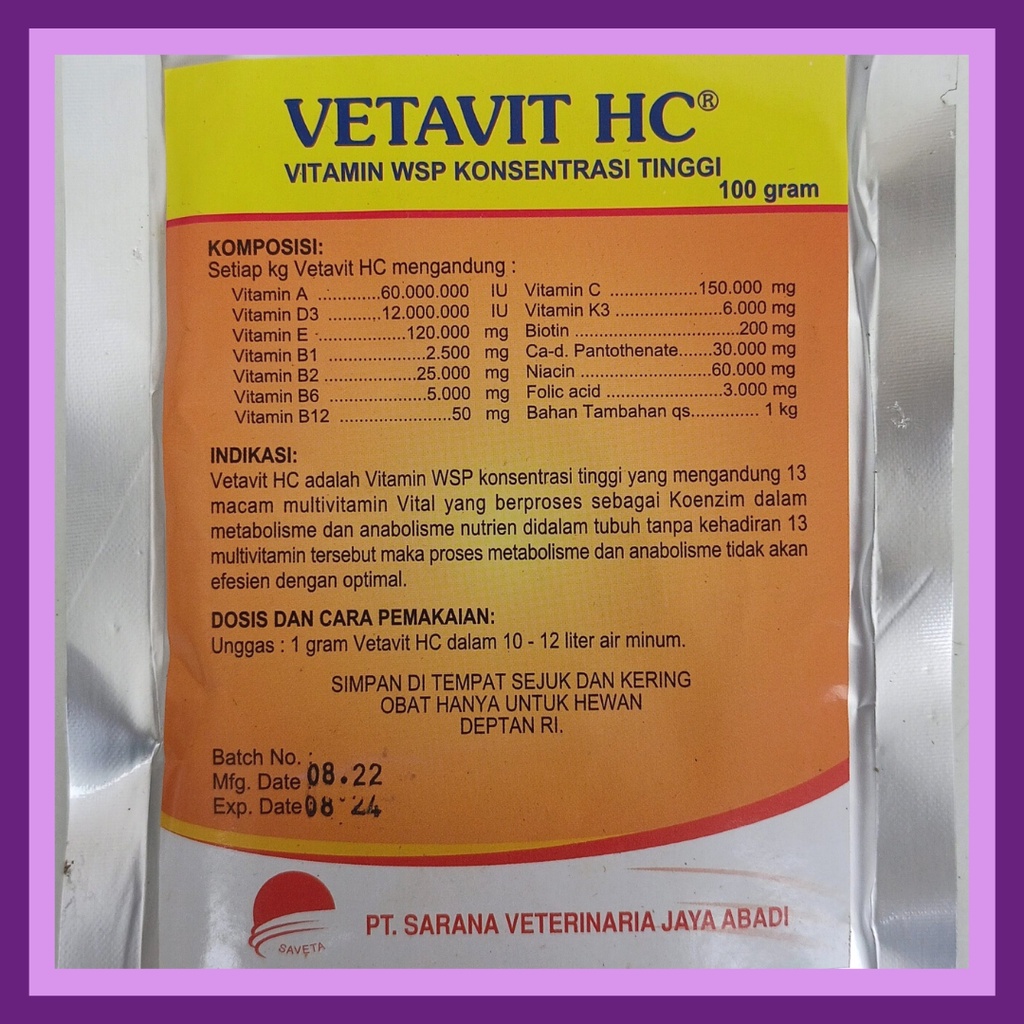 VETAVIT HC®
VITAMIN WSP KONSENTRASI TINGGI
100 gram
KOMPOSISI:
Setiap kg Vetavit HC mengandung :
Vitamin A .............60.000.000 IU
Vitamin D3 ...........12.000.000 IU
Vitamin E ...................120.000 mg
Vitamin B1 ....................2.500 mg
Vitamin B2 ...................25.000 mg
Vitamin B6 .........................5.000 mg
Vitamin B12 .......................50 mg
Vitamin C ..................150.000 mg
Vitamin K3 ......................6.000 mg
Biotin ..................................200 mg
Ca-d. Pantothenate.......30.000 mg
Niacin ...........................60.000 mg
Folic acid ........................3.000 mg
Bahan Tambahan qs.............. 1 kg
INDIKASI:
Vetavit HC adalah Vitamin WSP konsentrasi tinggi yang mengandung 13
macam multivitamin Vital yang berproses sebagai Koenzim dalam
metabolisme dan anabolisme nutrien didalam tubuh tanpa kehadiran 13
multivitamin tersebut maka proses metabolisme dan anabolisme tidak akan
efesien dengan optimal.
DOSIS DAN CARA PEMAKAIAN:
Unggas : 1 gram Vetavit HC dalam 10 - 12 liter air minum.
SIMPAN DI TEMPAT SEJUK DAN KERING
OBAT HANYA UNTUK HEWAN
DEPTAN RI.
Batch No. :
Mfg. Date 08.22
Exp. Date 08 24
SAVETA
PT. SARANA VETERINARIA JAYA ABADI